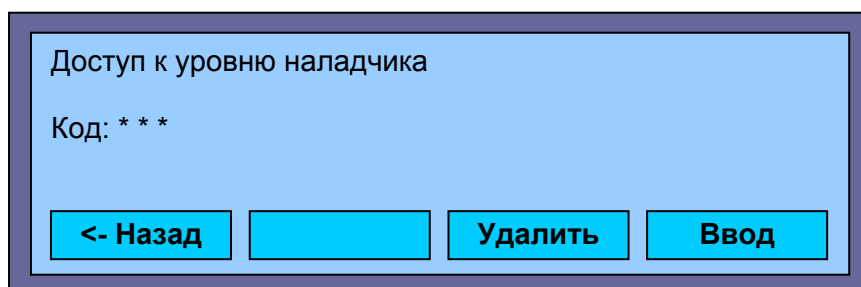 Доступ к уровню наладчика
Код: * * *
<- Назад Удалить Ввод